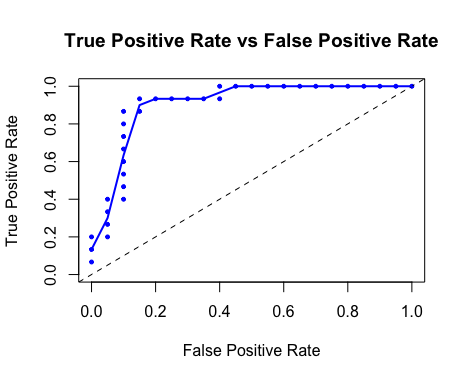 True Positive Rate vs False Positive Rate
True Positive Rate
0.0 0.2 0.4 0.6 0.8 1.0
0.0 0.2 0.4 0.6 0.8 1.0
False Positive Rate